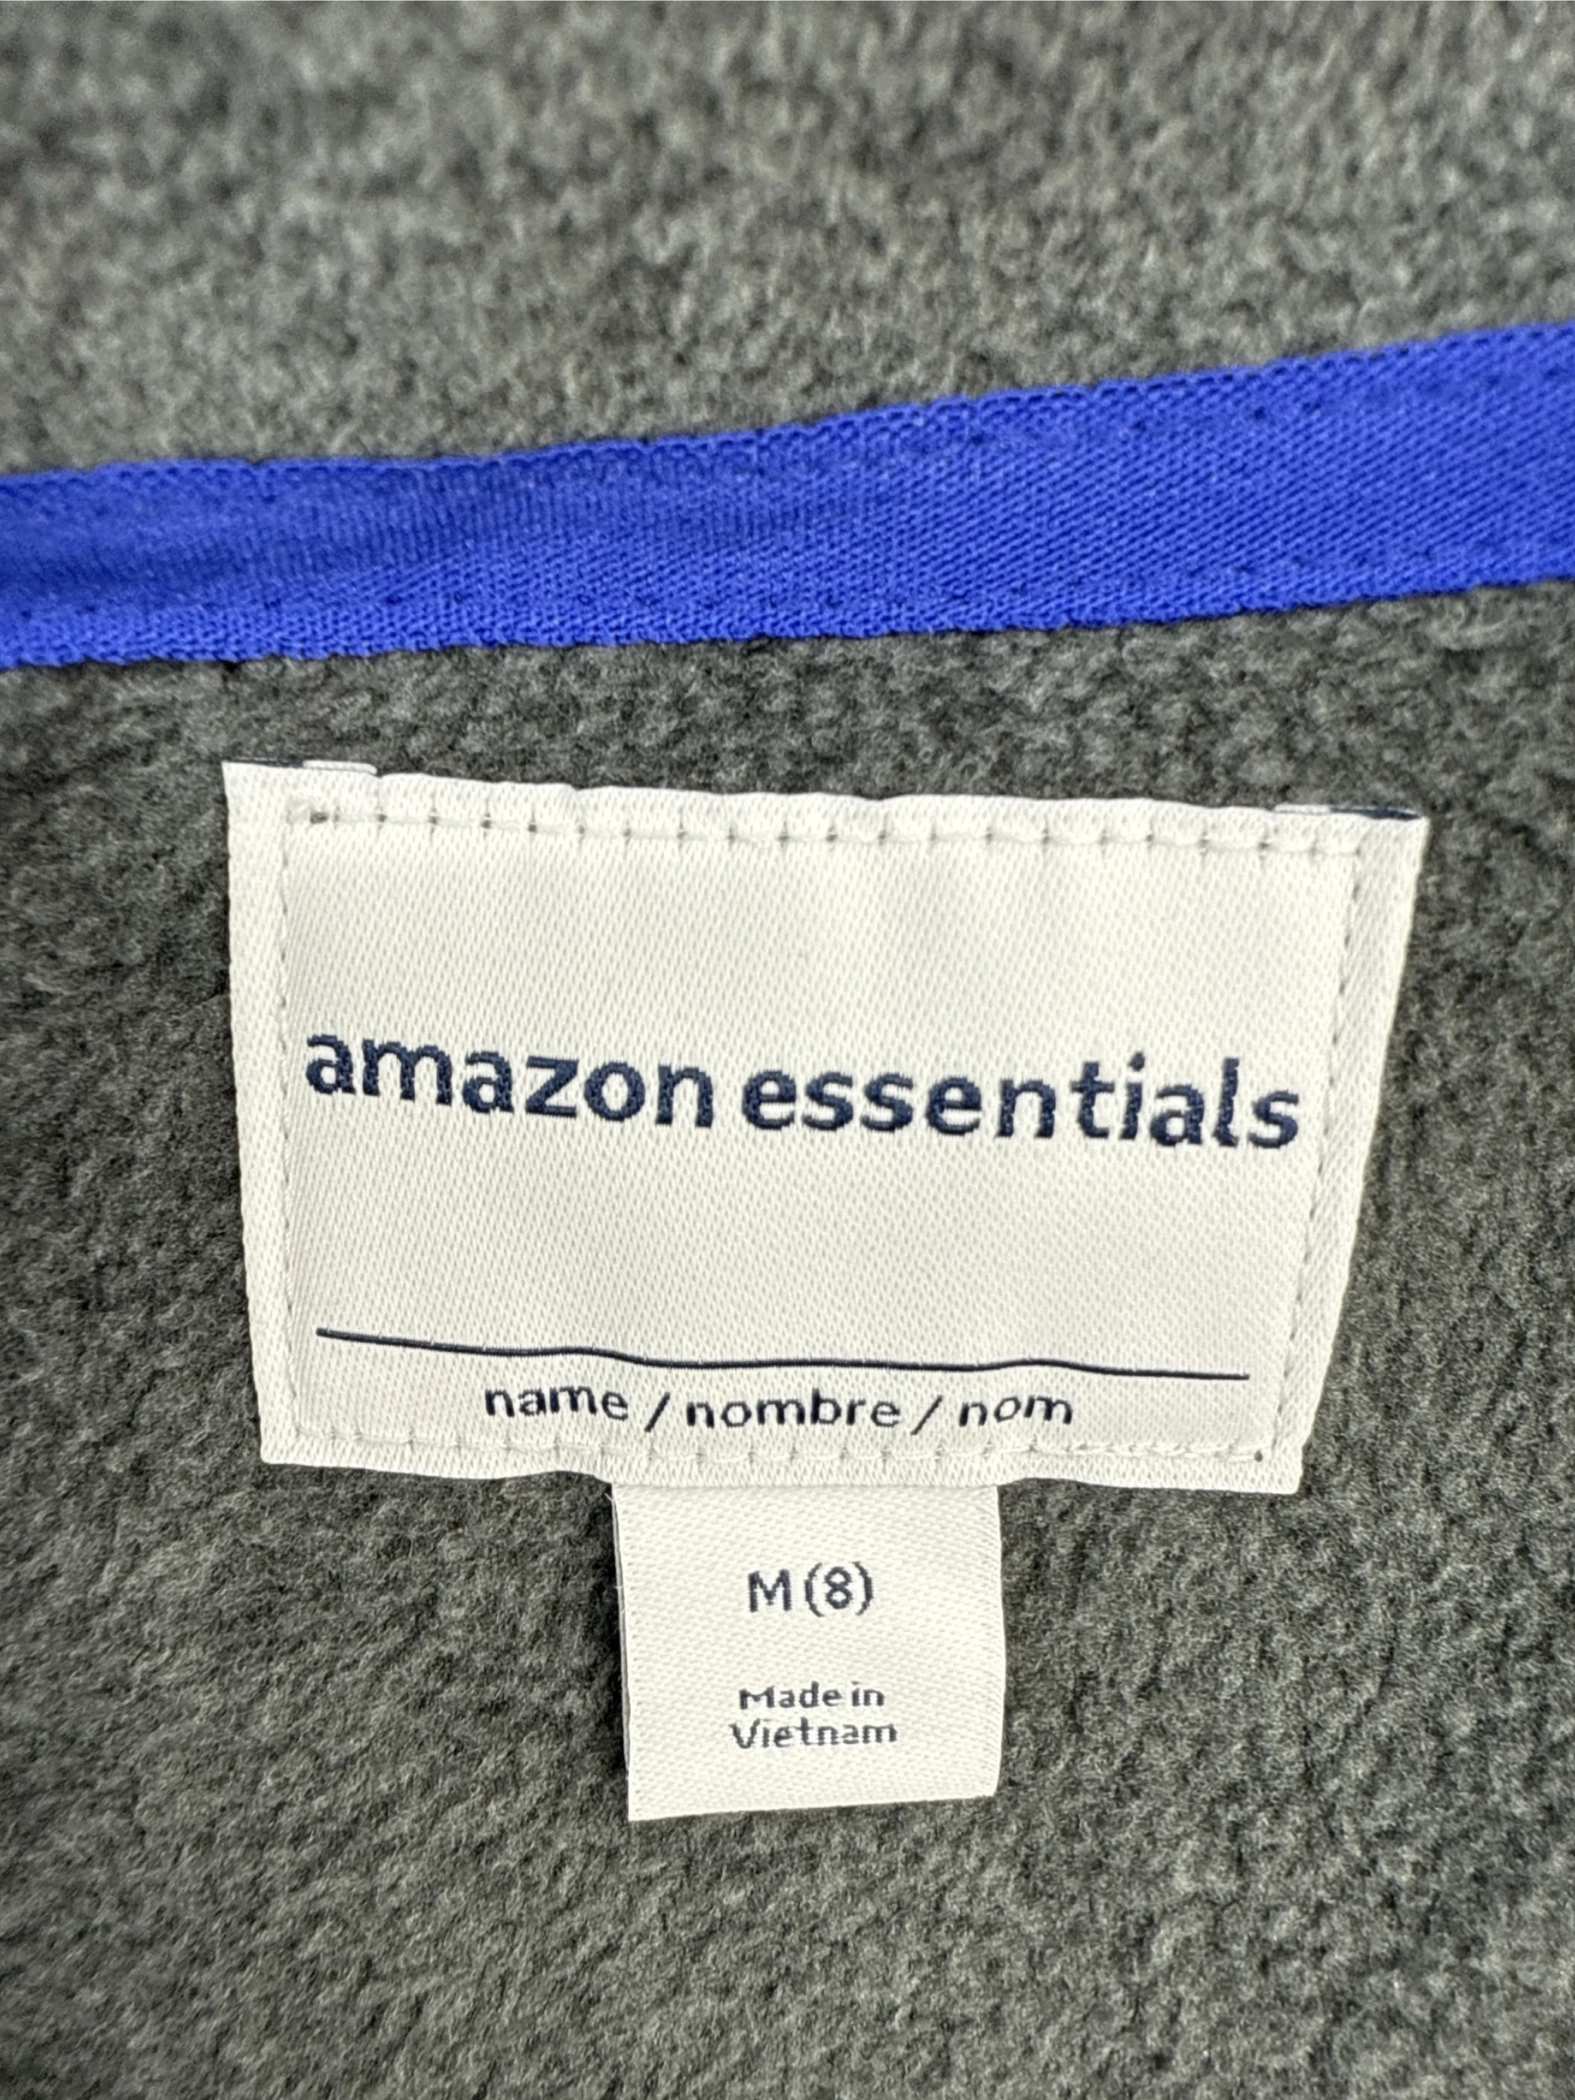 amazon essentials
name / nombre / nom
M (8)
Made in
Vietnam